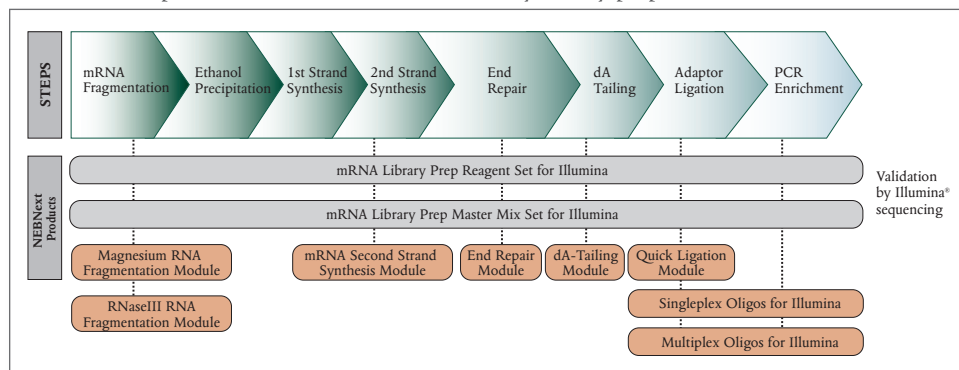 STEPS
mRNA
Fragmentation
Ethanol
Precipitation
1st Strand
Synthesis
2nd Strand
Synthesis
End
Repair
dA
Tailing
Adaptor
Ligation
PCR
Enrichment
NEBNext
Products
mRNA Library Prep Reagent Set for Illumina
mRNA Library Prep Master Mix Set for Illumina
Validation
by Illumina®
sequencing
Magnesium RNA
Fragmentation Module
mRNA Second Strand
Synthesis Module
End Repair
Module
dA-Tailing
Module
Quick Ligation
Module
RNaseIII RNA
Fragmentation Module
Singleplex Oligos for Illumina
Multiplex Oligos for Illumina